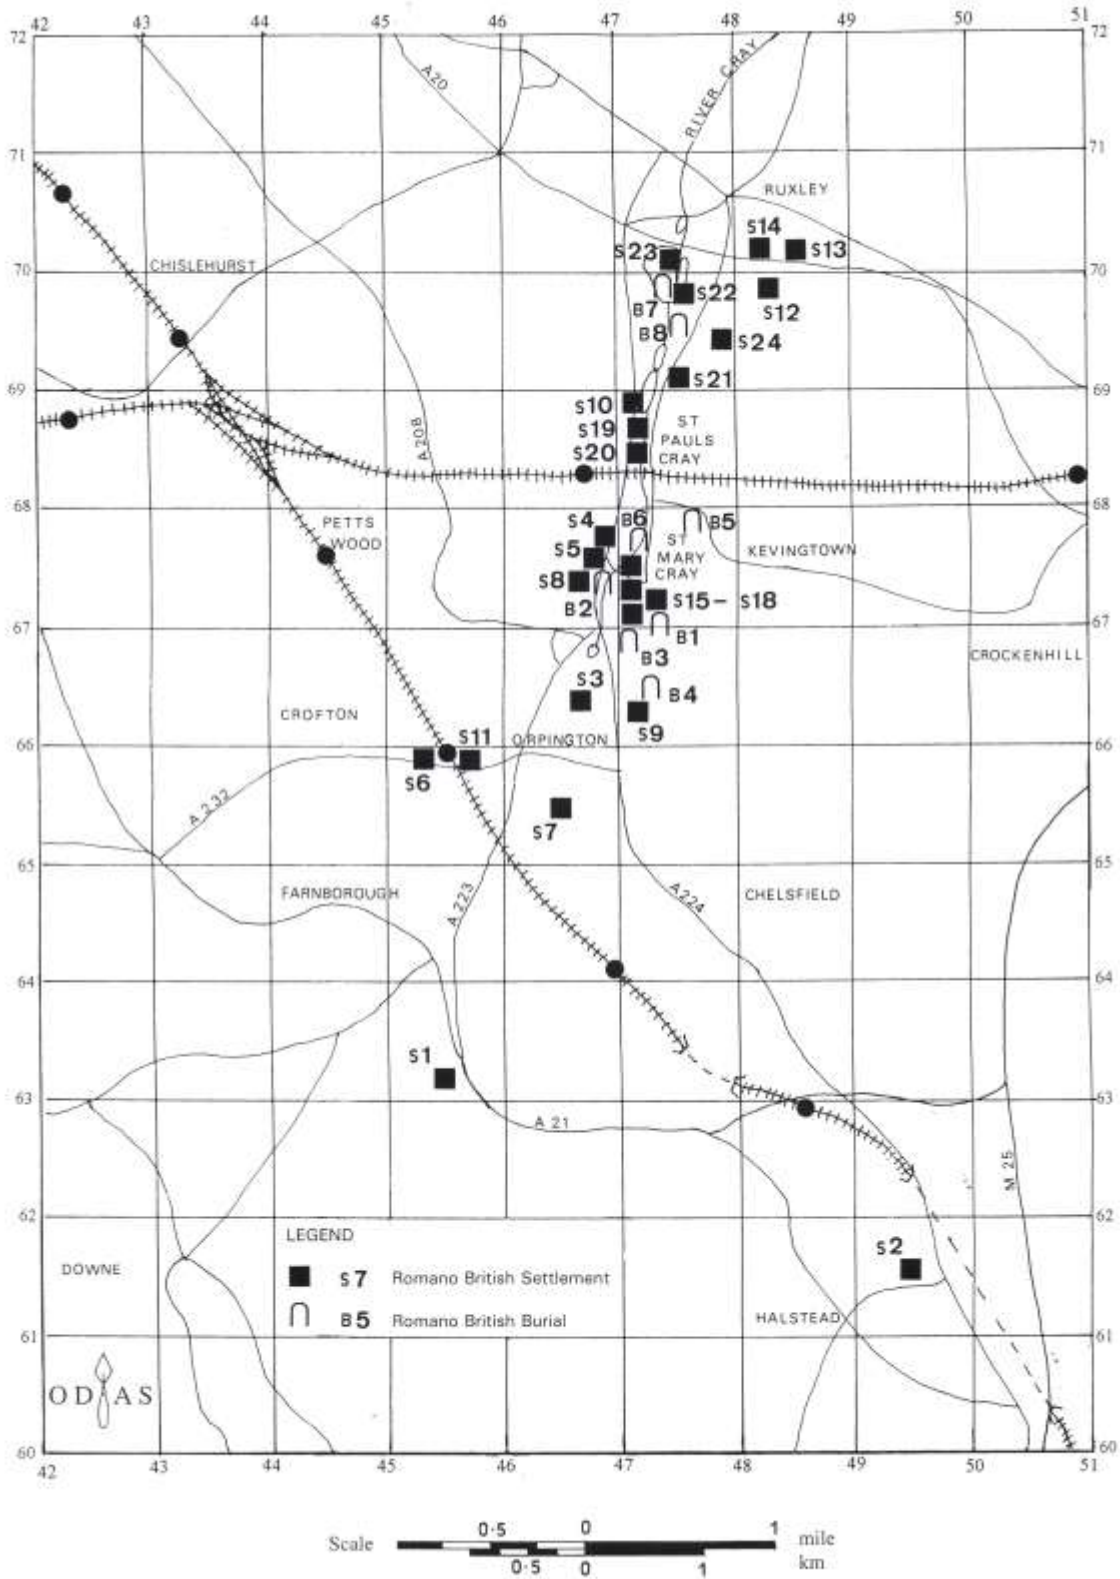 42 43 44 45 46 47 48 49 50 51
72 72
A20
RIVER CRAY
71 71
RUXLEY
S14
S23 S13
CHISLEHURST
70 70
S22
B7 S12
B8
S24
S21
69 69
S10
ST
S19 PAULS
A208
S20 CRAY
68 68
S4 B6 B5
PETTS
WOOD
ST
S5 MARY KEVINGTOWN
S8 CRAY
B2 S15 - S18
67 67
B1
B3 CROCKENHILL
S3
B4
CROFTON
S9
S11 ORPINGTON
66 66
S6
A 232
S7
65 65
FARNBOROUGH
A 223
A224
CHELSFIELD
64 64
S1
63 63
A 21
M 25
62 62
LEGEND
S2
DOWNE
S7 Romano British Settlement
B5 Romano British Burial
HALSTEAD
61 61
ODAS
60 60
42 43 44 45 46 47 48 49 50 51
0·5 0 1
Scale mile
km
0·5 0 1